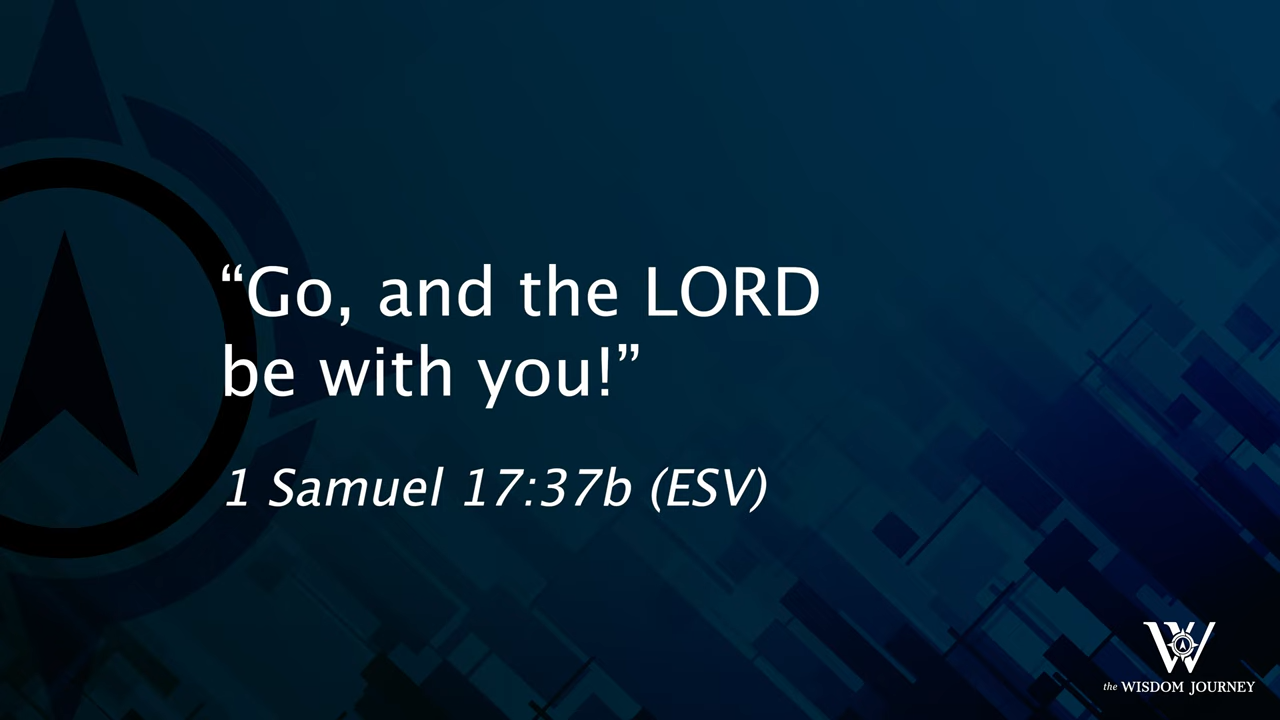 “Go, and the LORD
be with you!”
1 Samuel 17:37b (ESV)
W
the WISDOM JOURNEY